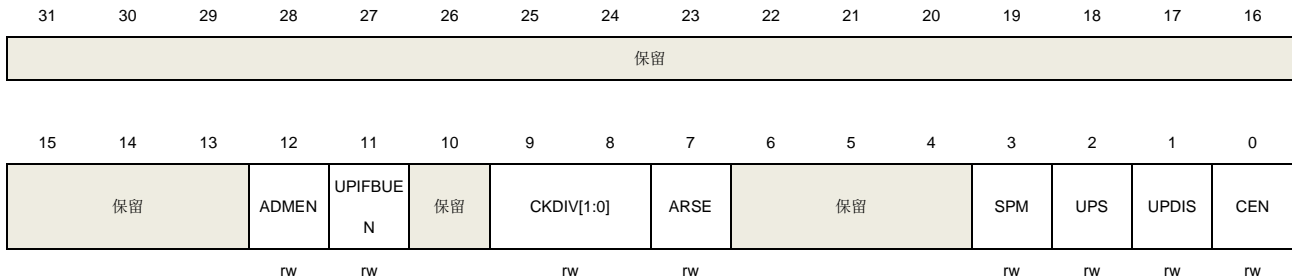 31 30 29 28 27 26 25 24 23 22 21 20 19 18 17 16
保留
15 14 13 12 11 10 9 8 7 6 5 4 3 2 1 0
保留 ADMEN UPIFBUE 保留 CKDIV[1:0] ARSE 保留 SPM UPS UPDIS CEN
N
rw rw rw rw rw rw rw rw